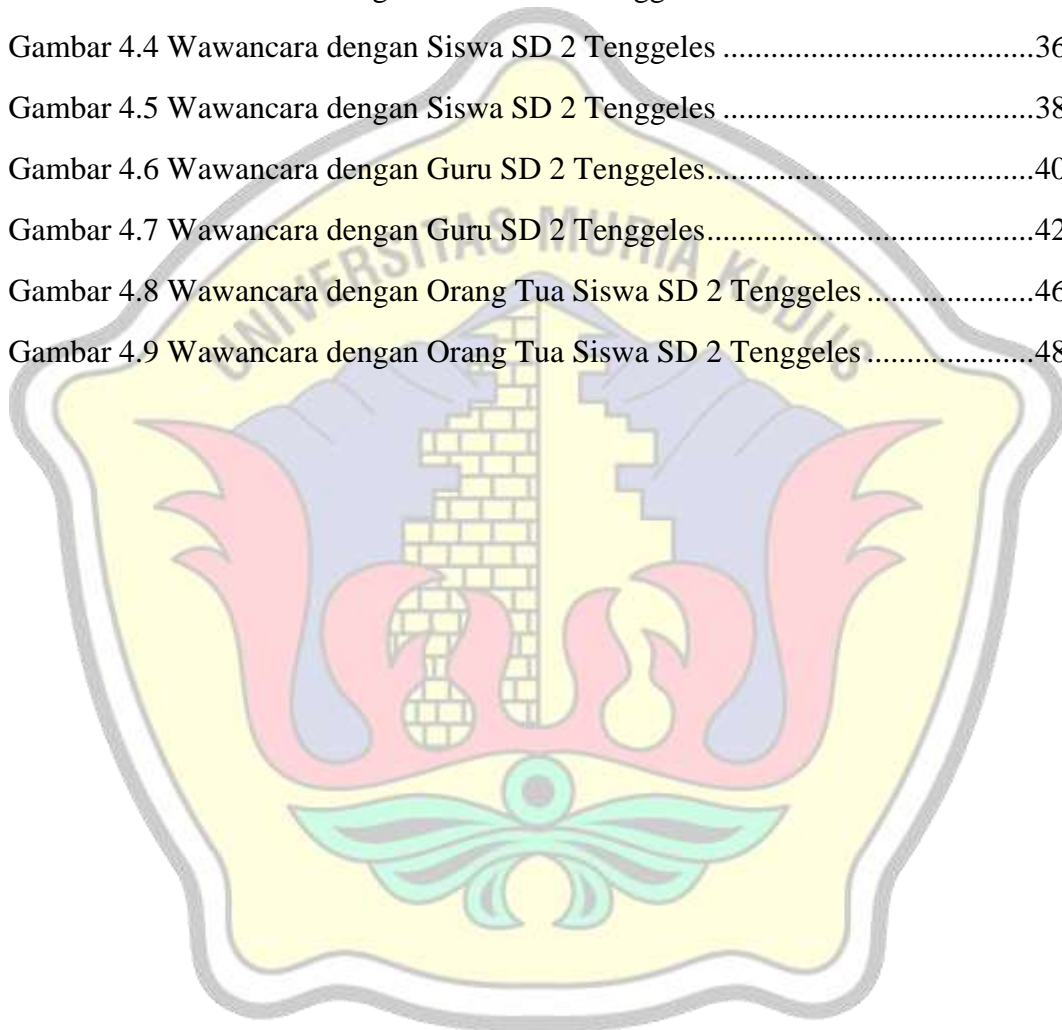 Gambar 4.4 Wawancara dengan Siswa SD 2 Tenggeles ....................................36
Gambar 4.5 Wawancara dengan Siswa SD 2 Tenggeles ....................................38
Gambar 4.6 Wawancara dengan Guru SD 2 Tenggeles.....................................40
Gambar 4.7 Wawancara dengan Guru SD 2 Tenggeles.....................................42
Gambar 4.8 Wawancara dengan Orang Tua Siswa SD 2 Tenggeles ...................46
Gambar 4.9 Wawancara dengan Orang Tua Siswa SD 2 Tenggeles ...................48
UNIVERSITAS MURIA KUDUS